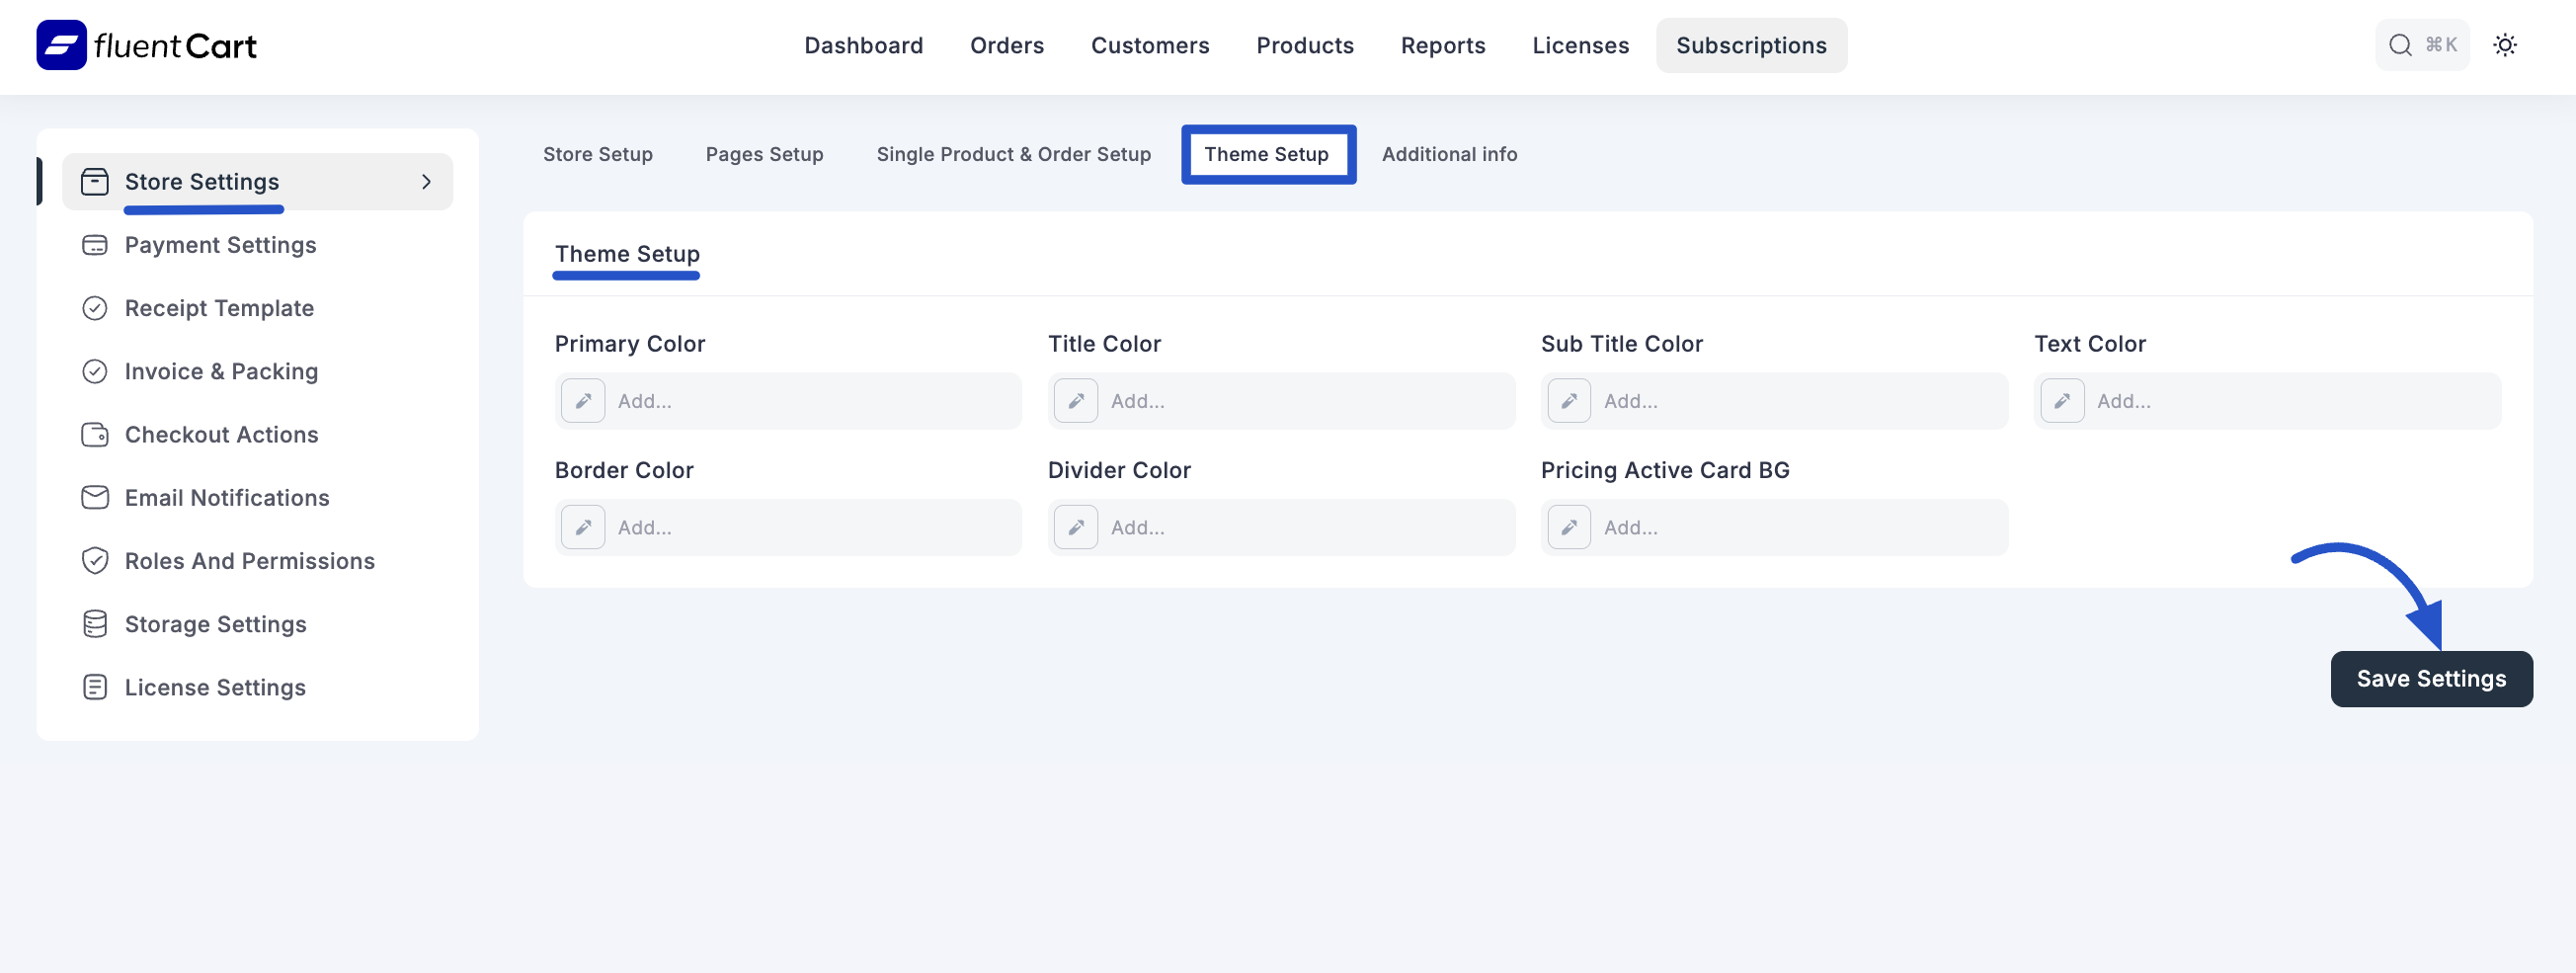 fluentCart
Dashboard Orders Customers Products Reports Licenses Subscriptions
⌘K
Store Settings
Payment Settings
Receipt Template
Invoice & Packing
Checkout Actions
Email Notifications
Roles And Permissions
Storage Settings
License Settings
Store Setup Pages Setup Single Product & Order Setup Theme Setup Additional info
Theme Setup
Primary Color Title Color Sub Title Color Text Color
Add... Add... Add... Add...
Border Color Divider Color Pricing Active Card BG
Add... Add... Add...
Save Settings